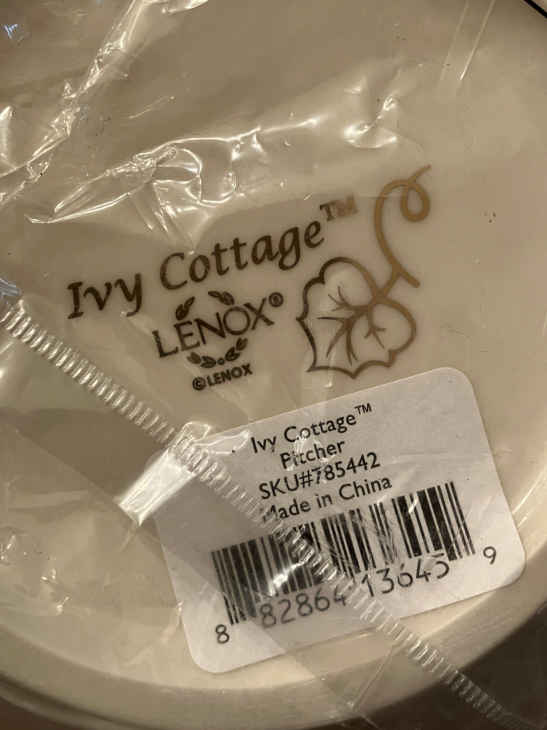 Ivy Cottage™
LENOX®
©LENOX
Ivy Cottage™
Pitcher
SKU#785442
Made in China
8 82864 13645 9